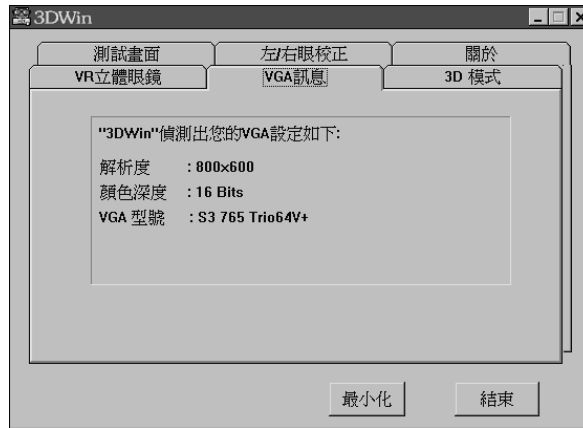 3DWin
測試畫面 左/右眼校正 關於
VR立體眼鏡 VGA訊息 3D 模式
"3DWin"偵測出您的VGA設定如下:
解析度 : 800x600
顏色深度 : 16 Bits
VGA 型號 : S3 765 Trio64V+
最小化 結束